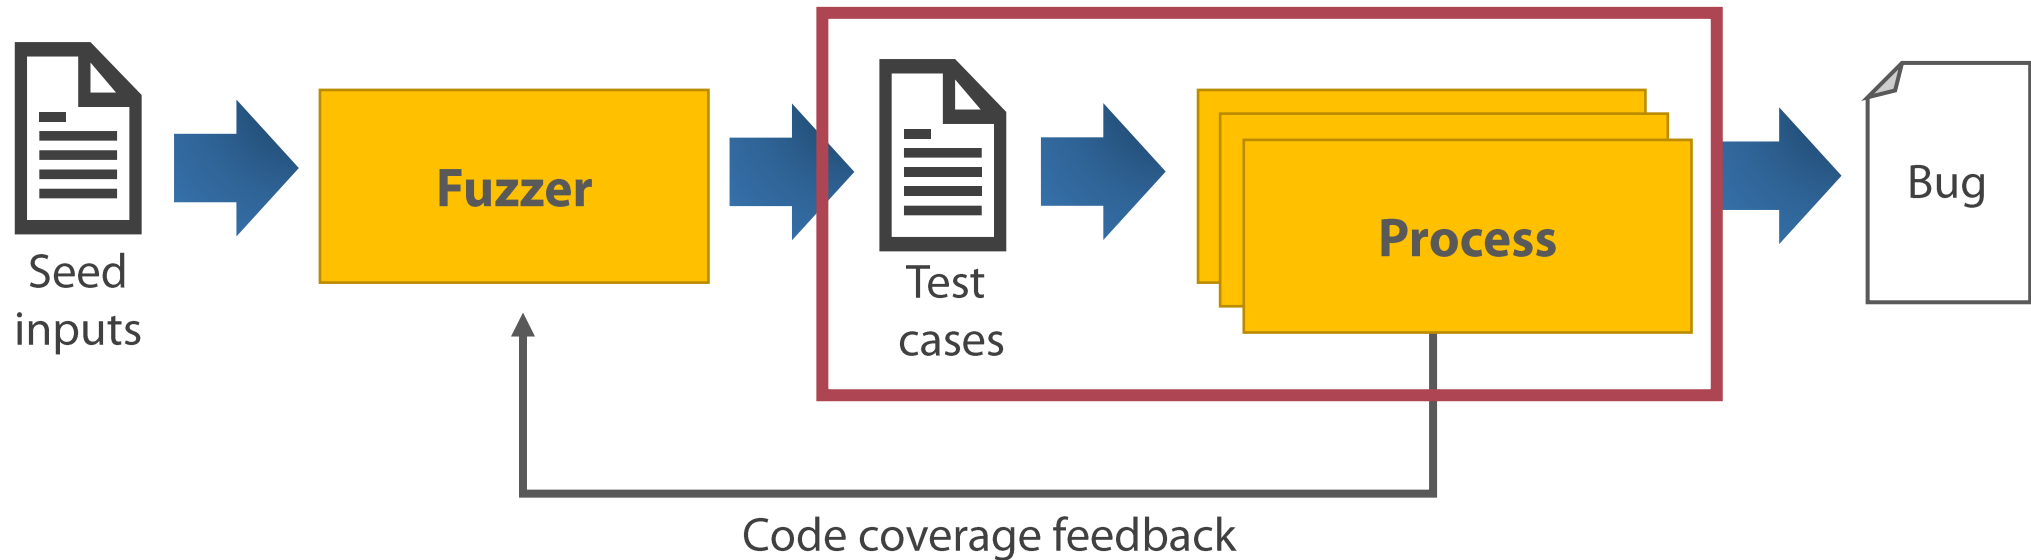 Seed
inputs
Fuzzer
Test
cases
Process
Bug
Code coverage feedback